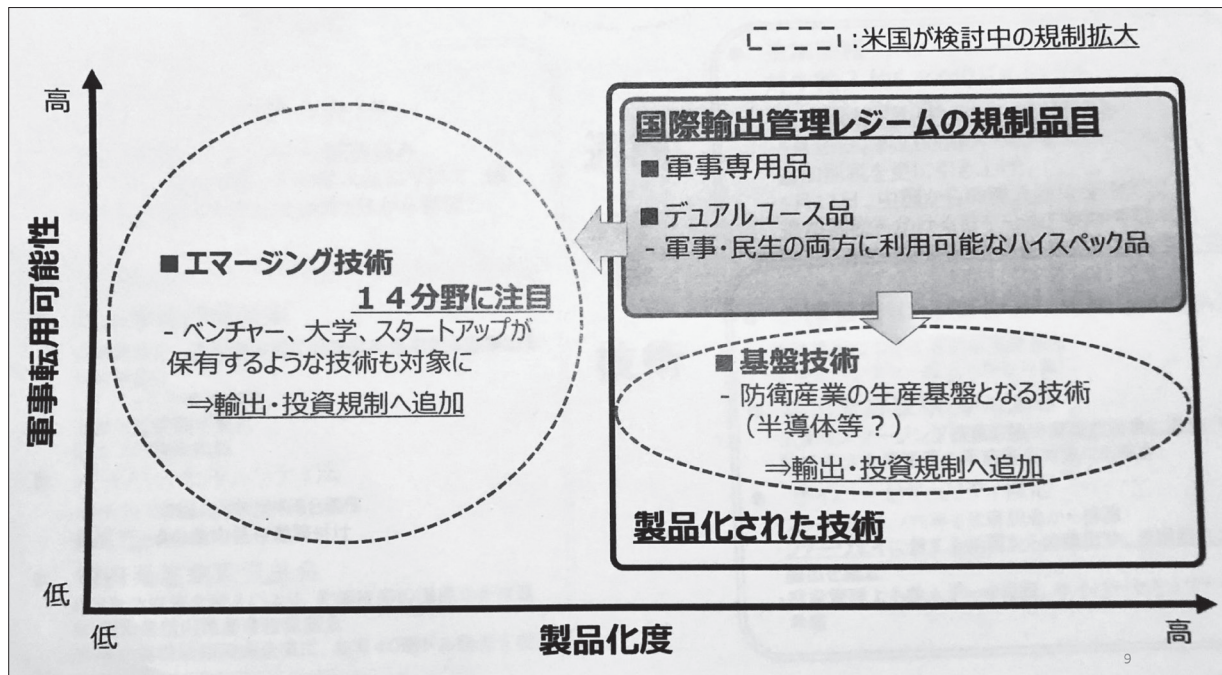 ：米国が検討中の規制拡大
高
国際輸出管理レジームの規制品目
■軍事専用品
■デュアルユース品
- 軍事・民生の両方に利用可能なハイスペック品
軍事転用可能性
■エマージング技術
１４分野に注目
- ベンチャー、大学、スタートアップが
保有するような技術も対象に
⇒輸出・投資規制へ追加
■基盤技術
- 防衛産業の生産基盤となる技術
（半導体等？）
⇒輸出・投資規制へ追加
製品化された技術
低
低
製品化度
高
9